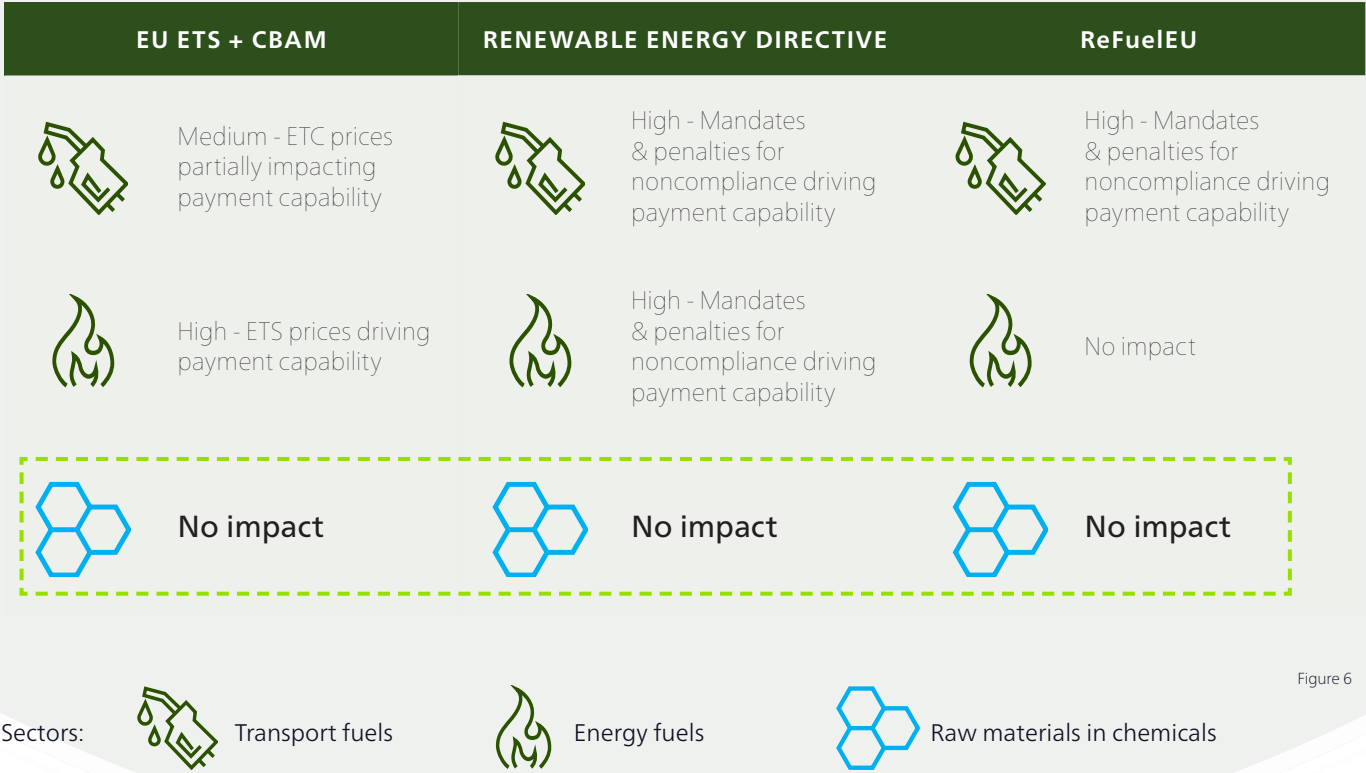 EU ETS + CBAM
RENEWABLE ENERGY DIRECTIVE
ReFuelEU
Medium - ETC prices
partially impacting
payment capability
High - Mandates
& penalties for
noncompliance driving
payment capability
High - Mandates
& penalties for
noncompliance driving
payment capability
High - ETS prices driving
payment capability
High - Mandates
& penalties for
noncompliance driving
payment capability
No impact
No impact
No impact
No impact
Figure 6
Sectors:
Transport fuels
Energy fuels
Raw materials in chemicals